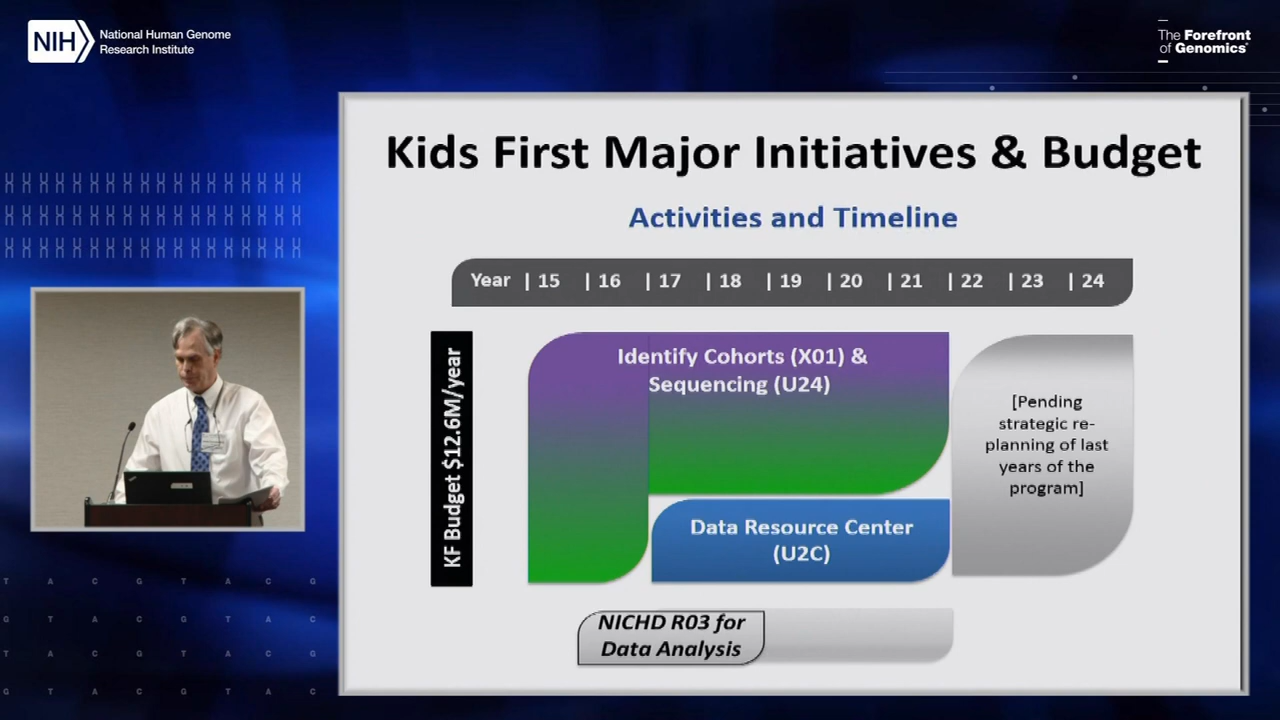 NIH
National Human Genome
Research Institute
The Forefront
of Genomics®
Kids First Major Initiatives & Budget
Activities and Timeline
Year | 15 | 16 | 17 | 18 | 19 | 20 | 21 | 22 | 23 | 24
KF Budget $12.6M/year
Identify Cohorts (X01) &
Sequencing (U24)
[Pending
strategic re-
planning of last
years of the
program]
Data Resource Center
(U2C)
NICHD R03 for
Data Analysis
T A C G T A C G
G T A C G T A C
T A C G T A C G
G T A C G T A C